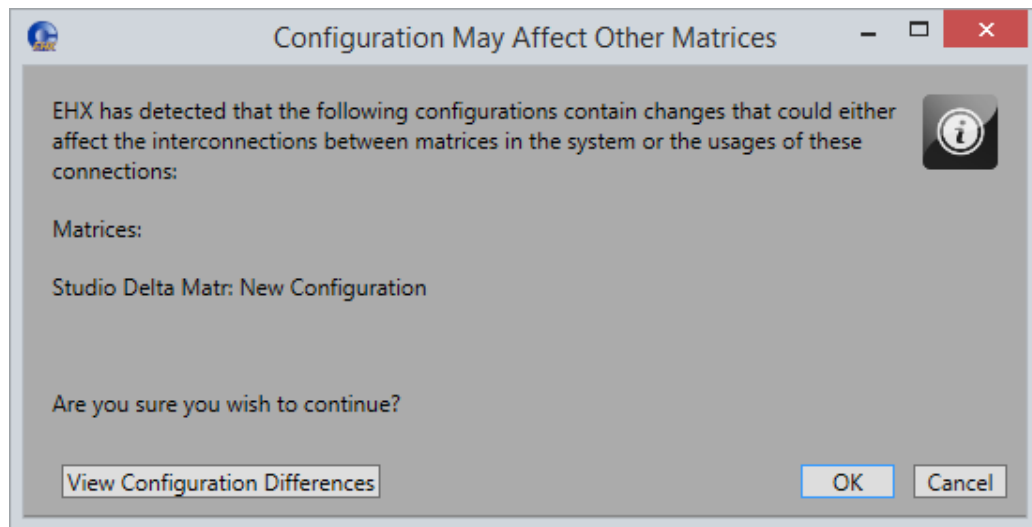 Configuration May Affect Other Matrices
EHX has detected that the following configurations contain changes that could either
affect the interconnections between matrices in the system or the usages of these
connections:
Matrices:
Studio Delta Matr: New Configuration
Are you sure you wish to continue?
View Configuration Differences OK Cancel